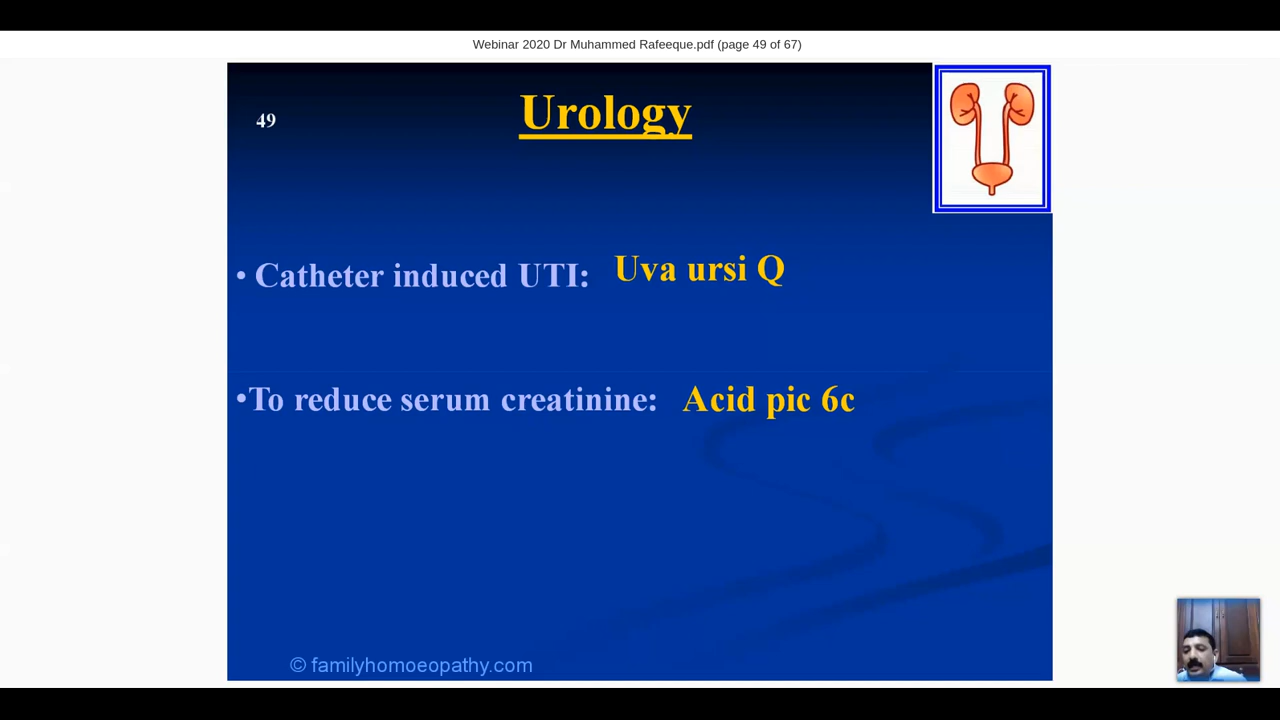 Webinar 2020 Dr Muhammed Rafeeque.pdf (page 49 of 67)
49
Urology
• Catheter induced UTI: Uva ursi Q
•To reduce serum creatinine: Acid pic 6c
© familyhomoeopathy.com